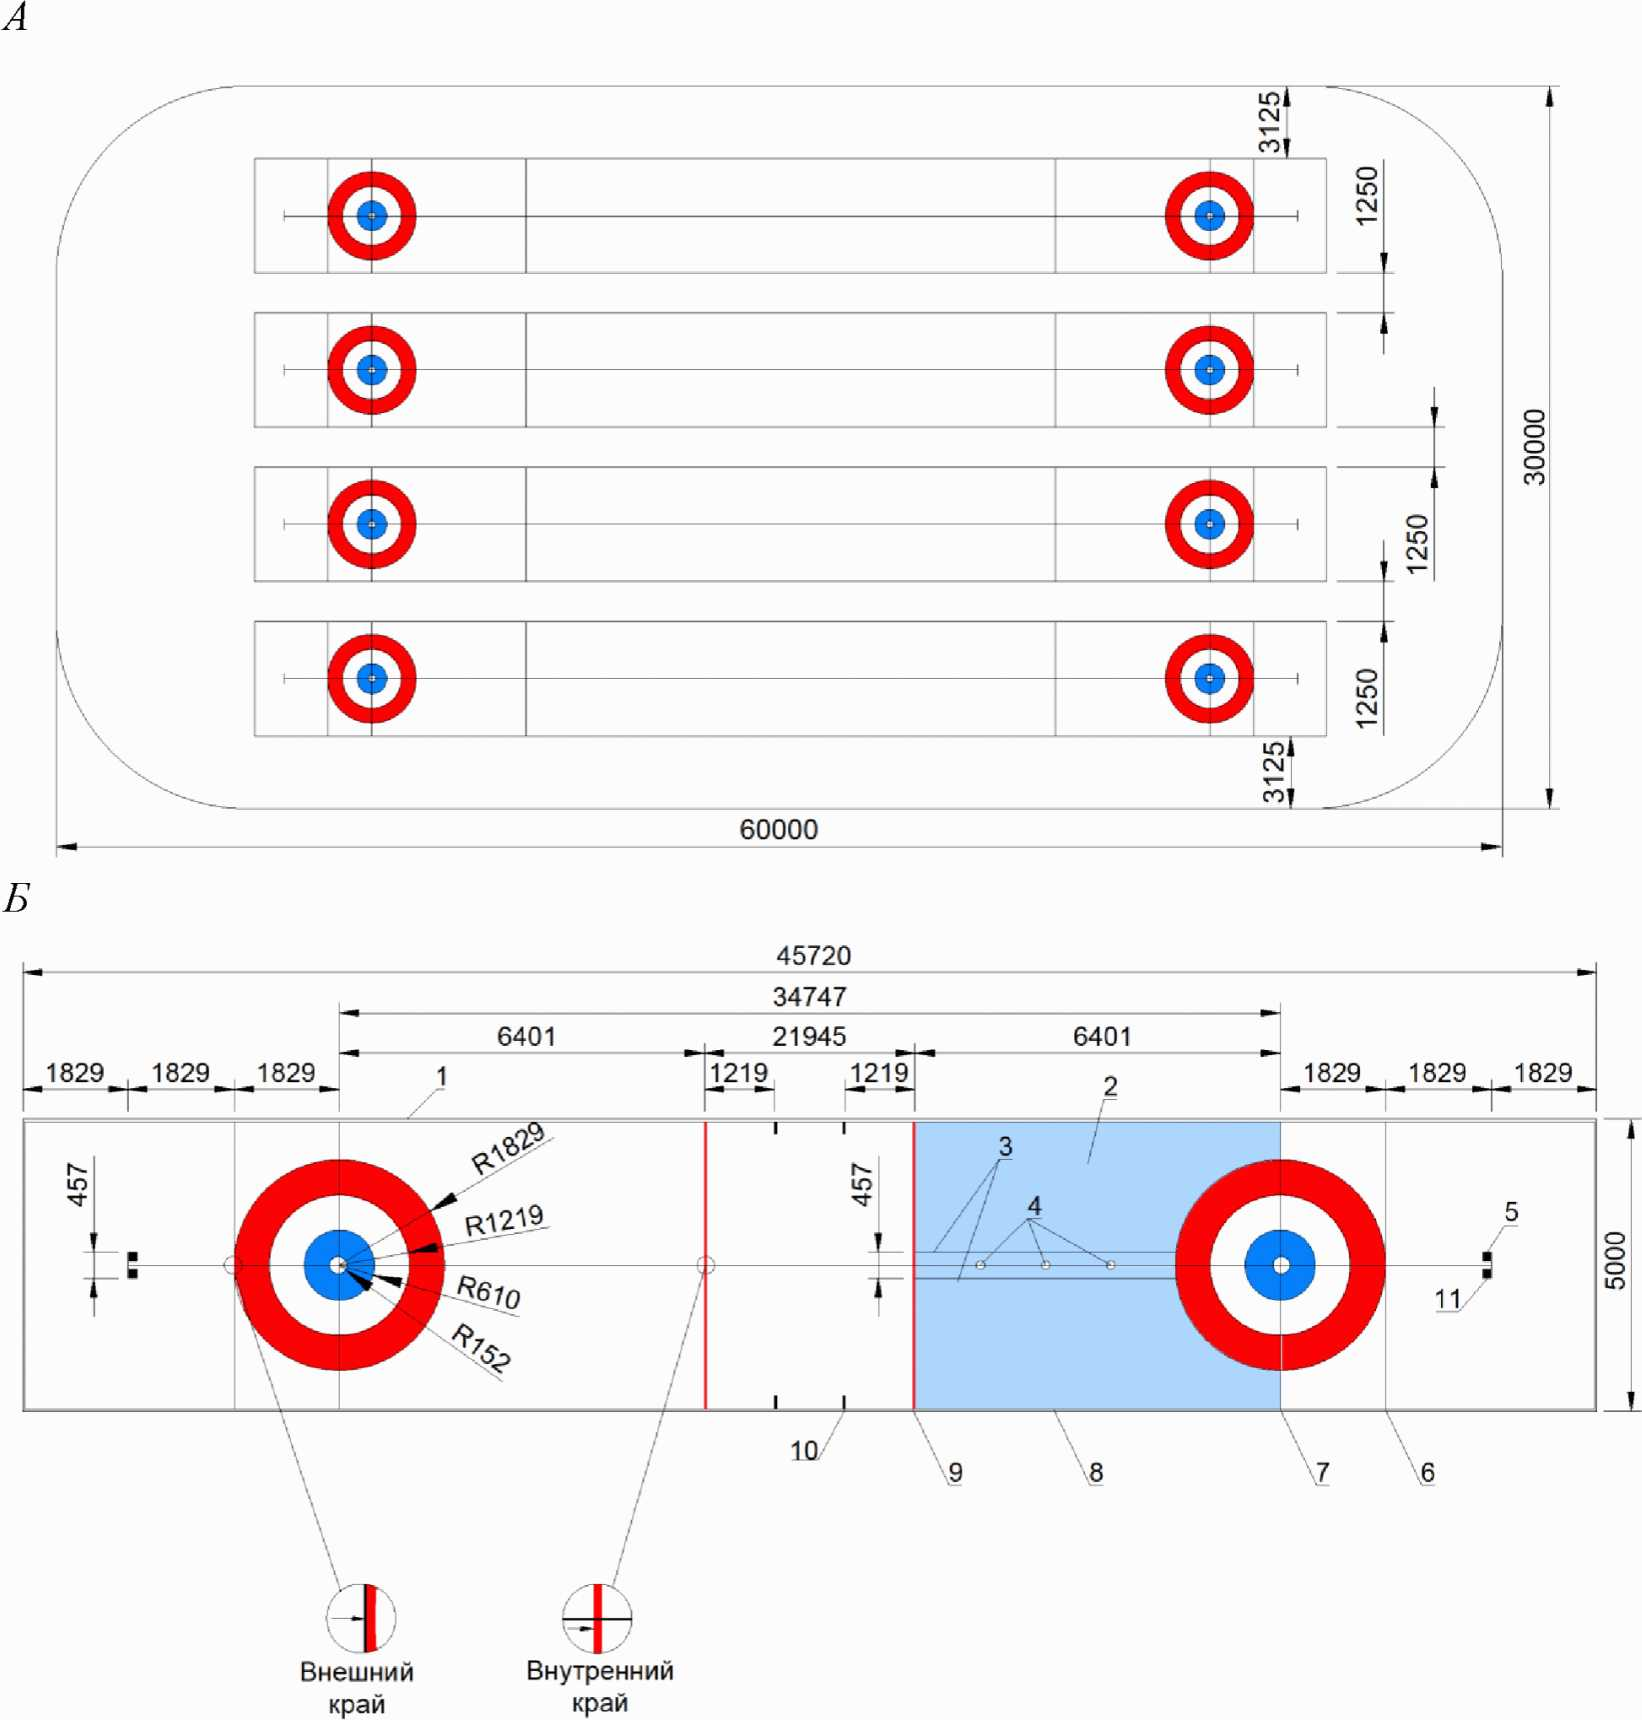 А
3125
1250
30000
1250
1250
3125
60000
Б
45720
34747
6401 21945 6401
1829 1829 1829 1 1219 1219 2 1829 1829 1829
R1829
3
457 457
R1219 4 5
5000
R610 11
R152
10 9 8 7 6
Внешний край
Внутренний край